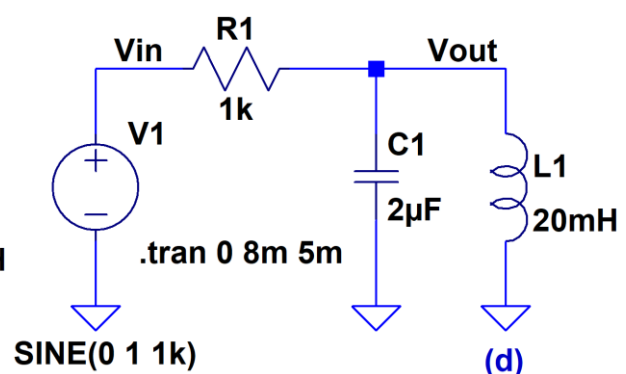 R1
Vin
Vout
1k
V1
C1
L1
2µF
20mH
.tran 0 8m 5m
SINE(0 1 1k)
(d)